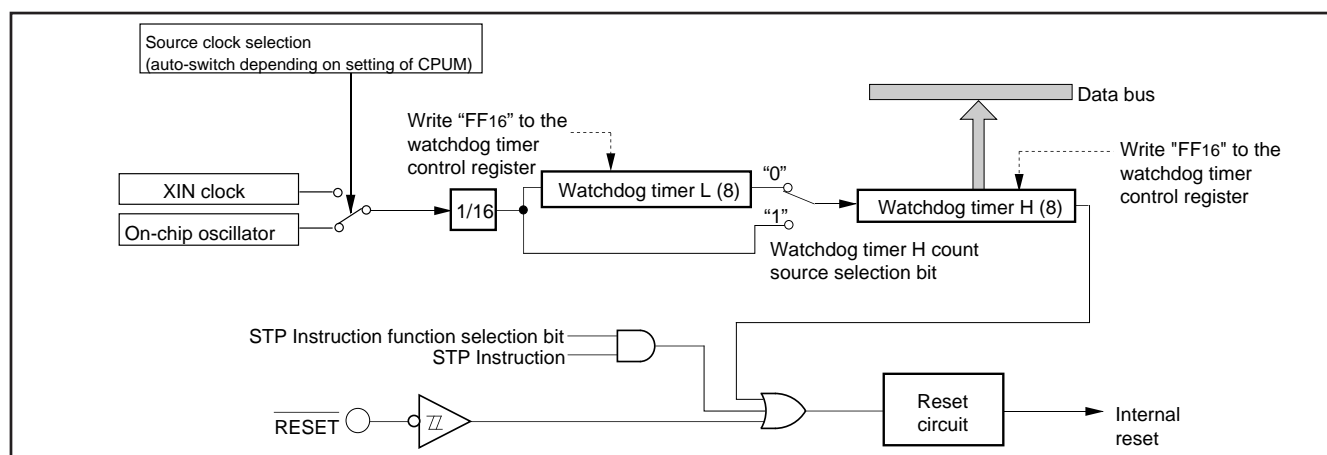 Source clock selection
(auto-switch depending on setting of CPUM)
Data bus
Write “FF16” to the
watchdog timer
control register
Write "FF16" to the
watchdog timer
control register
XIN clock
On-chip oscillator
1/16
Watchdog timer L (8)
“0”
“1”
Watchdog timer H (8)
Watchdog timer H count
source selection bit
STP Instruction function selection bit
STP Instruction
RESET
Reset
circuit
Internal
reset